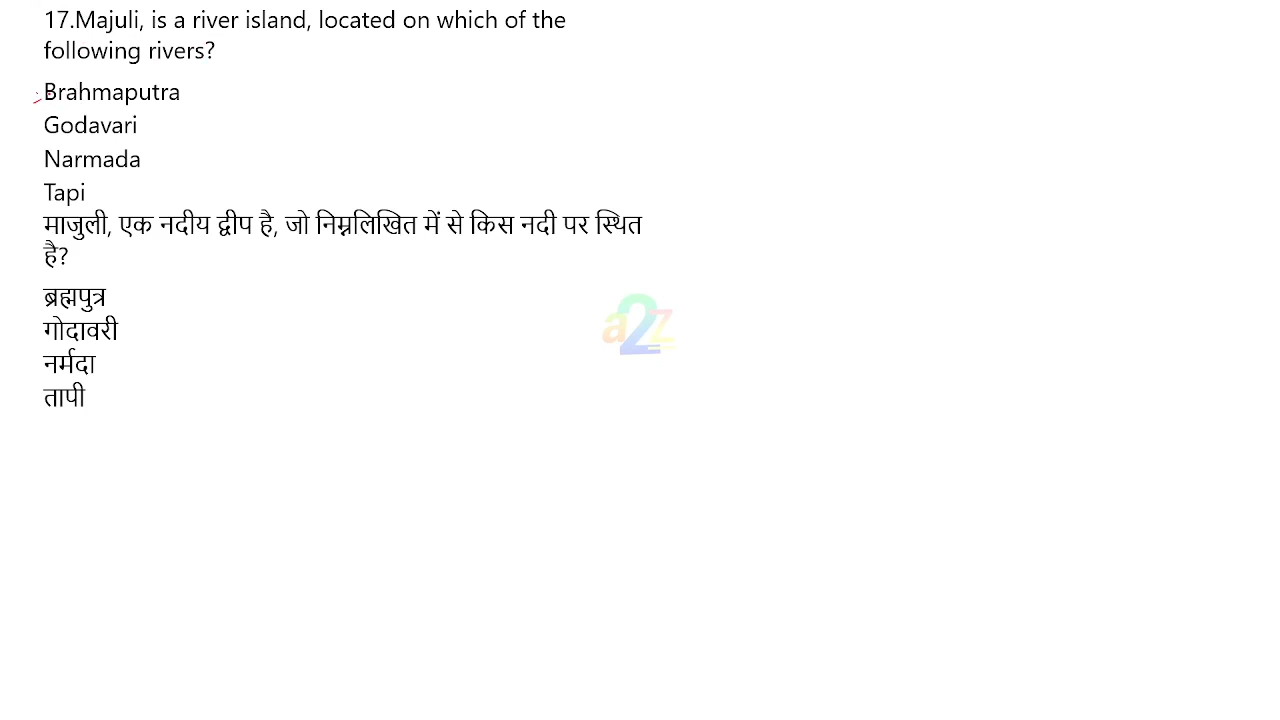 17.Majuli, is a river island, located on which of the
following rivers?
Brahmaputra
Godavari
Narmada
Tapi
माजुली, एक नदीय द्वीप है, जो निम्नलिखित में से किस नदी पर स्थित
है?
ब्रह्मपुत्र
गोदावरी
नर्मदा
तापी
a2z